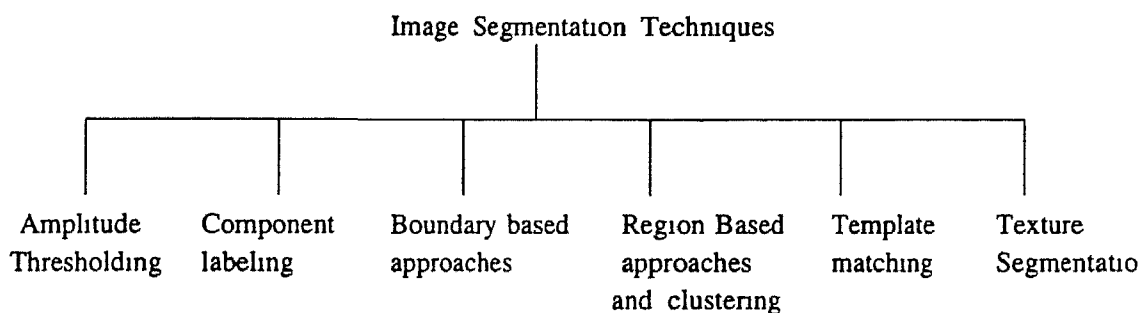 Image Segmentation Techniques
Amplitude Thresholding
Component labeling
Boundary based approaches
Region Based approaches and clustering
Template matching
Texture Segmentatio